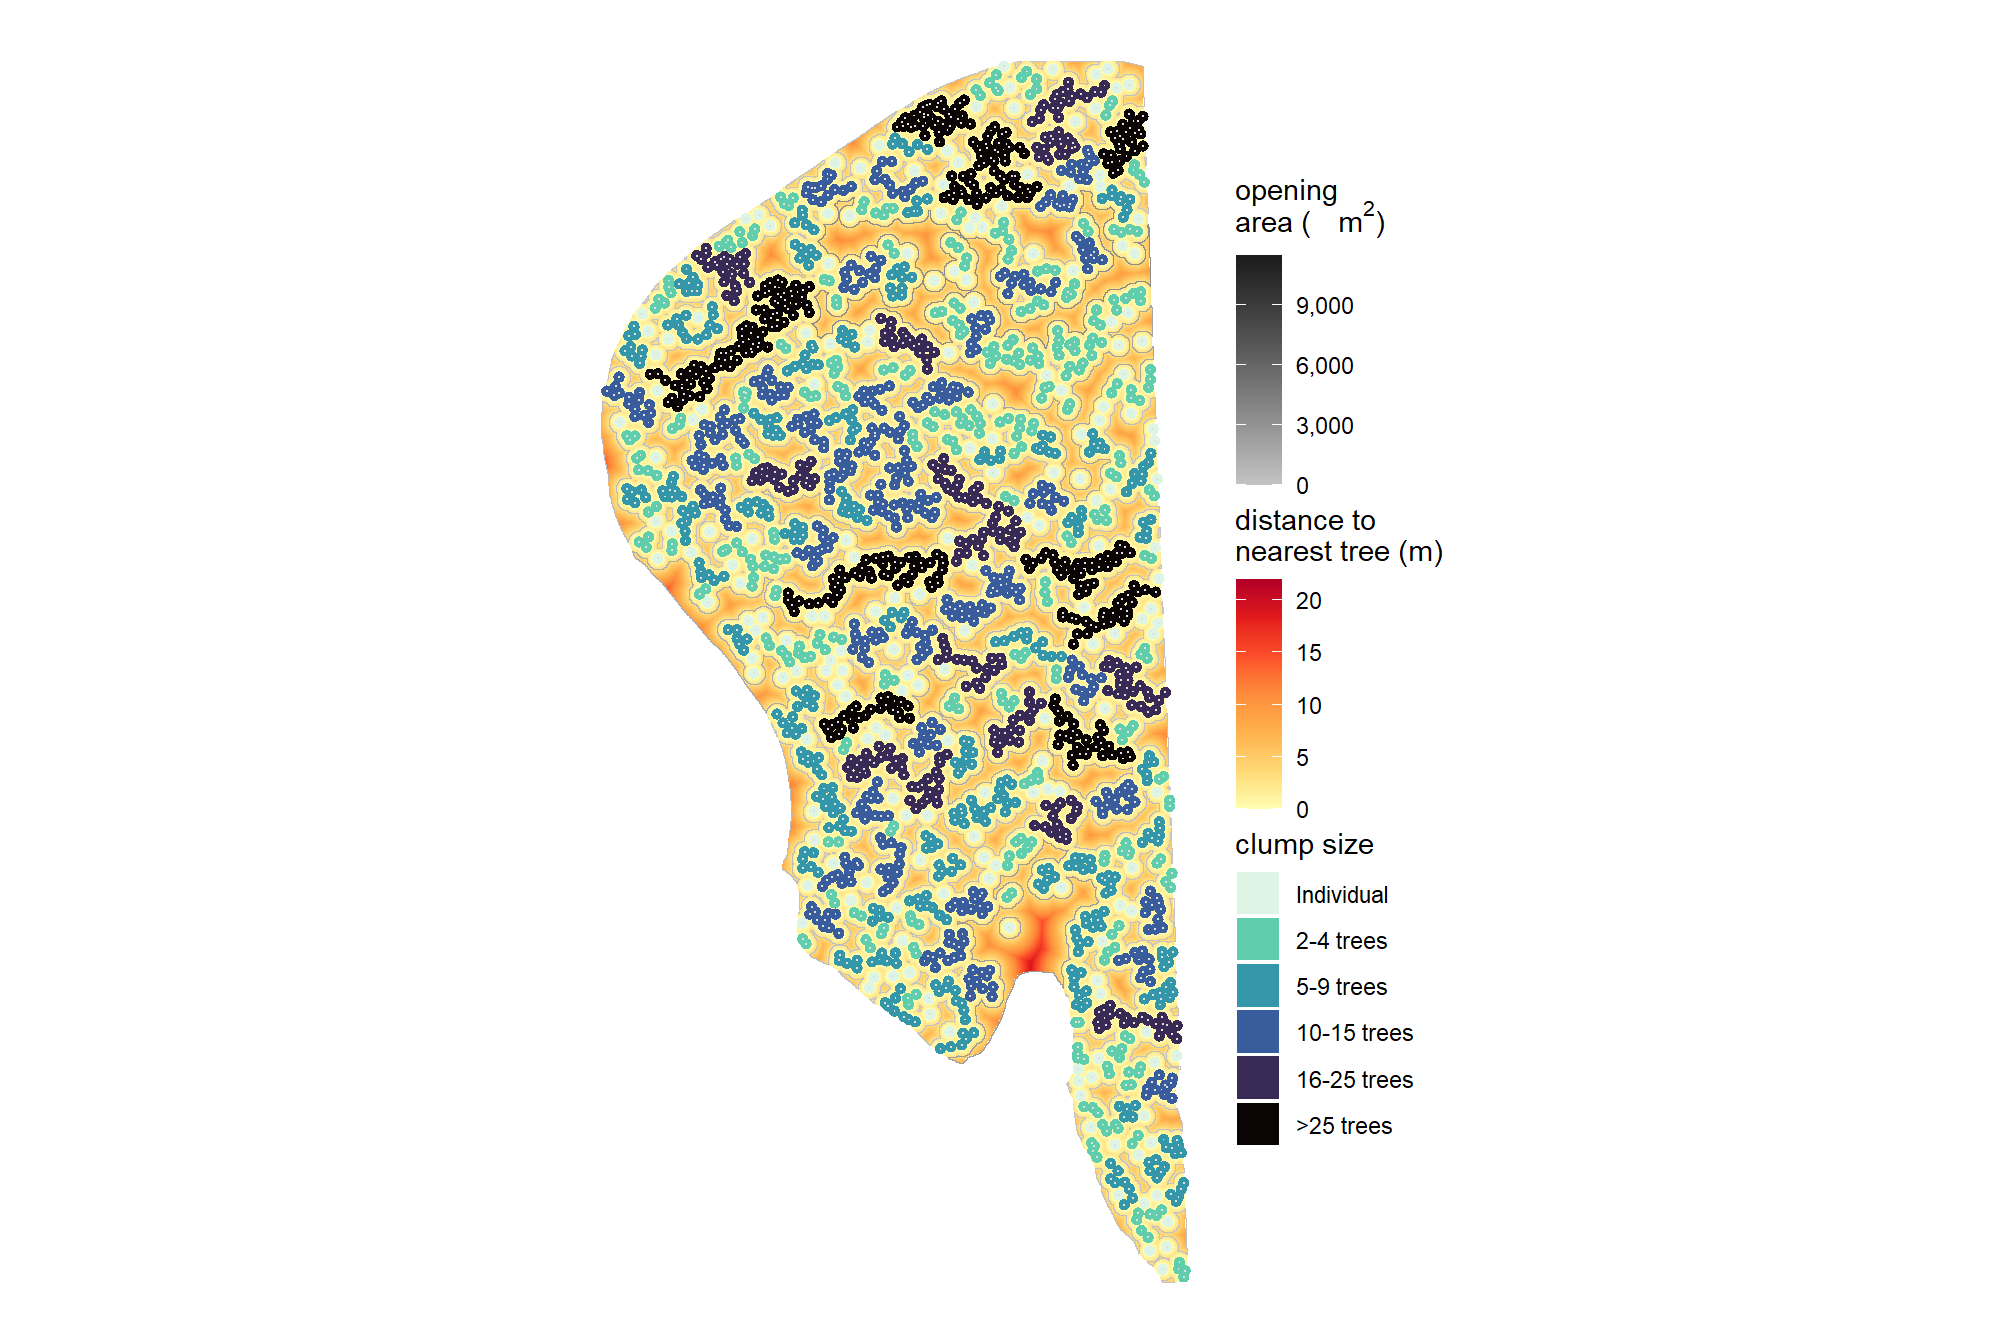 opening
area ( m²)
9,000
6,000
3,000
0
distance to
nearest tree (m)
20
15
10
5
0
clump size
Individual
2-4 trees
5-9 trees
10-15 trees
16-25 trees
>25 trees